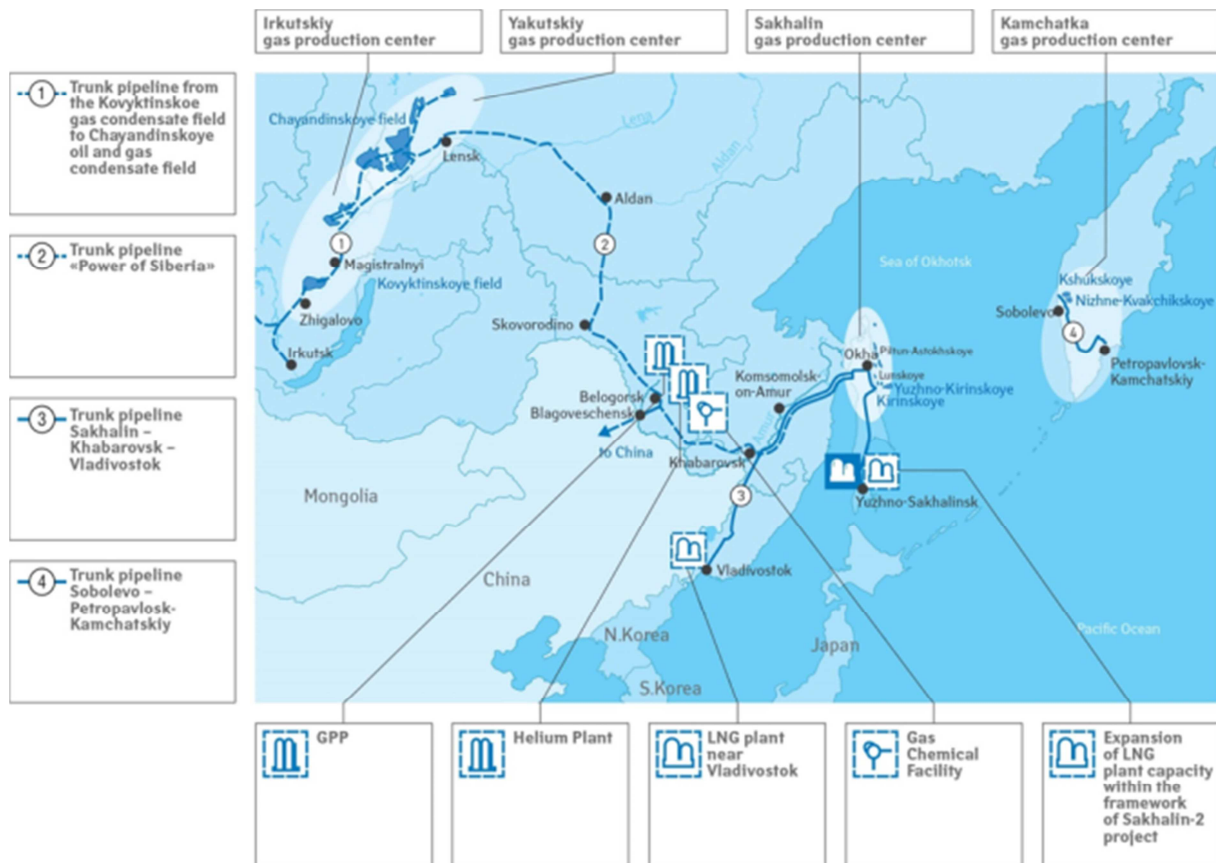 Irkutskiy
gas production center
Yakutskiy
gas production center
Sakhalin
gas production center
Kamchatka
gas production center
1
Trunk pipeline from
the Kovyktinskoe
gas condensate field
to Chayandinskoye
oil and gas
condensate field
2
Trunk pipeline
«Power of Siberia»
3
Trunk pipeline
Sakhalin –
Khabarovsk –
Vladivostok
4
Trunk pipeline
Sobolevo –
Petropavlosk-
Kamchatskiy
Chayandinskoye field
Lena
Aldan
Lensk
Aldan
1
2
Magistralnyi
Kovyktinskoye field
Zhigalovo
Irkutsk
Skovorodino
Sea of Okhotsk
Kshukskoye
Nizhne-Kvakchikskoye
Sobolevo
4
Petropavlovsk-
Kamchatskiy
Okha
Piltun-Astokhskoye
Lunskoye
Yuzhno-Kirinskoye
Kirinskoye
Komsomolsk-
on-Amur
Amur
Belogorsk
Blagoveschensk
to China
Khabarovsk
3
Yuzhno-Sakhalinsk
Mongolia
China
Vladivostok
N.Korea
S.Korea
Japan
Pacific Ocean
GPP
Helium Plant
LNG plant
near
Vladivostok
Gas
Chemical
Facility
Expansion
of LNG
plant capacity
within the
framework
of Sakhalin-2
project